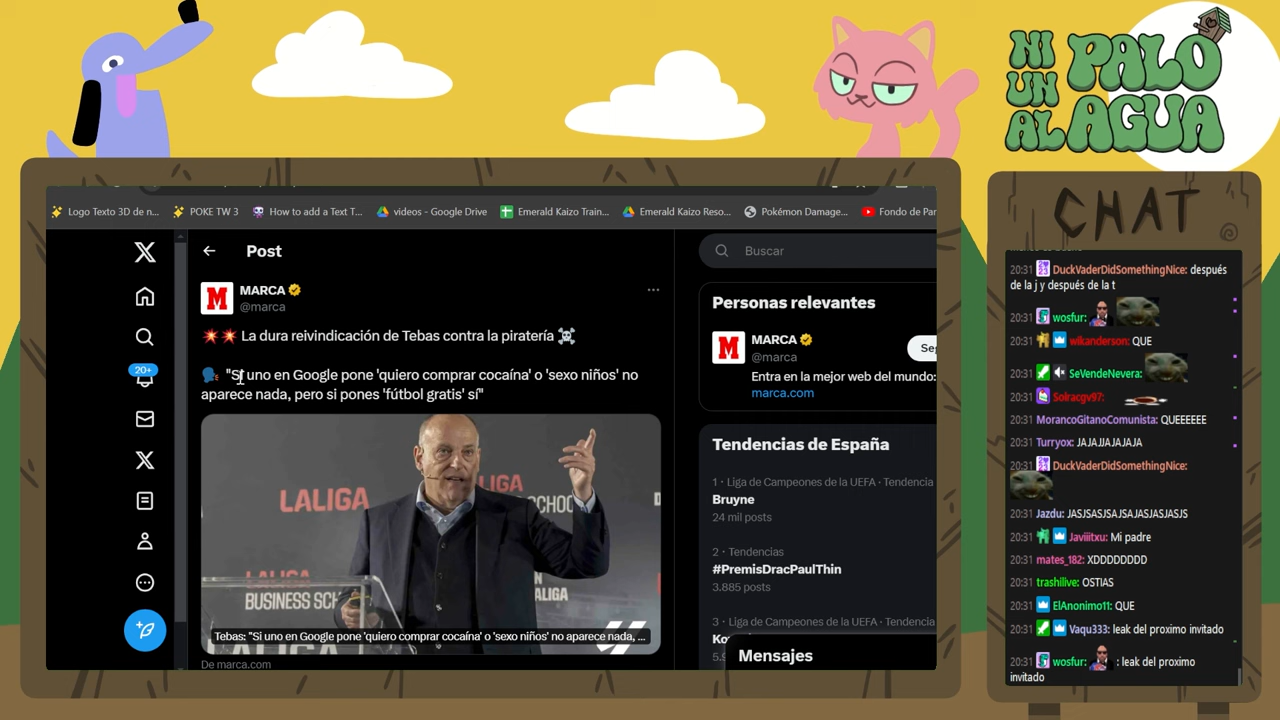 NI UN AL PALO AGUA
Logo Texto 3D de n...
POKE TW 3
How to add a Text T...
videos - Google Drive
Emerald Kaizo Train...
Emerald Kaizo Reso...
Pokémon Damage...
Fondo de Par
20+
Post
MARCA
@marca
💥💥 La dura reivindicación de Tebas contra la piratería ☠️
🗣️ "Si uno en Google pone 'quiero comprar cocaína' o 'sexo niños' no
aparece nada, pero si pones 'fútbol gratis' sí"
LALIGA
LALIGA
SCHOO
LALIGA
BUSINESS SCH
ALIGA
Tebas: "Si uno en Google pone 'quiero comprar cocaína' o 'sexo niños' no aparece nada, ...
De marca.com
Buscar
Personas relevantes
MARCA
@marca
Se
Entra en la mejor web del mundo:
marca.com
Tendencias de España
1 · Liga de Campeones de la UEFA · Tendencia
Bruyne
24 mil posts
2 · Tendencias
#PremisDracPaulThin
3.885 posts
3 · Liga de Campeones de la UEFA · Tendencia
Mensajes
CHAT
20:31 DuckVaderDidSomethingNice: después
de la j y después de la t
20:31 wosfur:
20:31 wikanderson: QUE
20:31 SeVendeNevera:
20:31 Solracgv97:
20:31 MorancoGitanoComunista: QUEEEEEE
20:31 Turryox: JAJAJJAJAJAJA
20:31 DuckVaderDidSomethingNice:
20:31 Jazdu: JASJSASJSAJSAJASJASJASJS
20:31 Javiiitxu: Mi padre
20:31 mates_182: XDDDDDDDD
20:31 trashilive: OSTIAS
20:31 ElAnonimo11: QUE
20:31 Vaqu333: leak del proximo invitado
20:31 wosfur: : leak del proximo
invitado